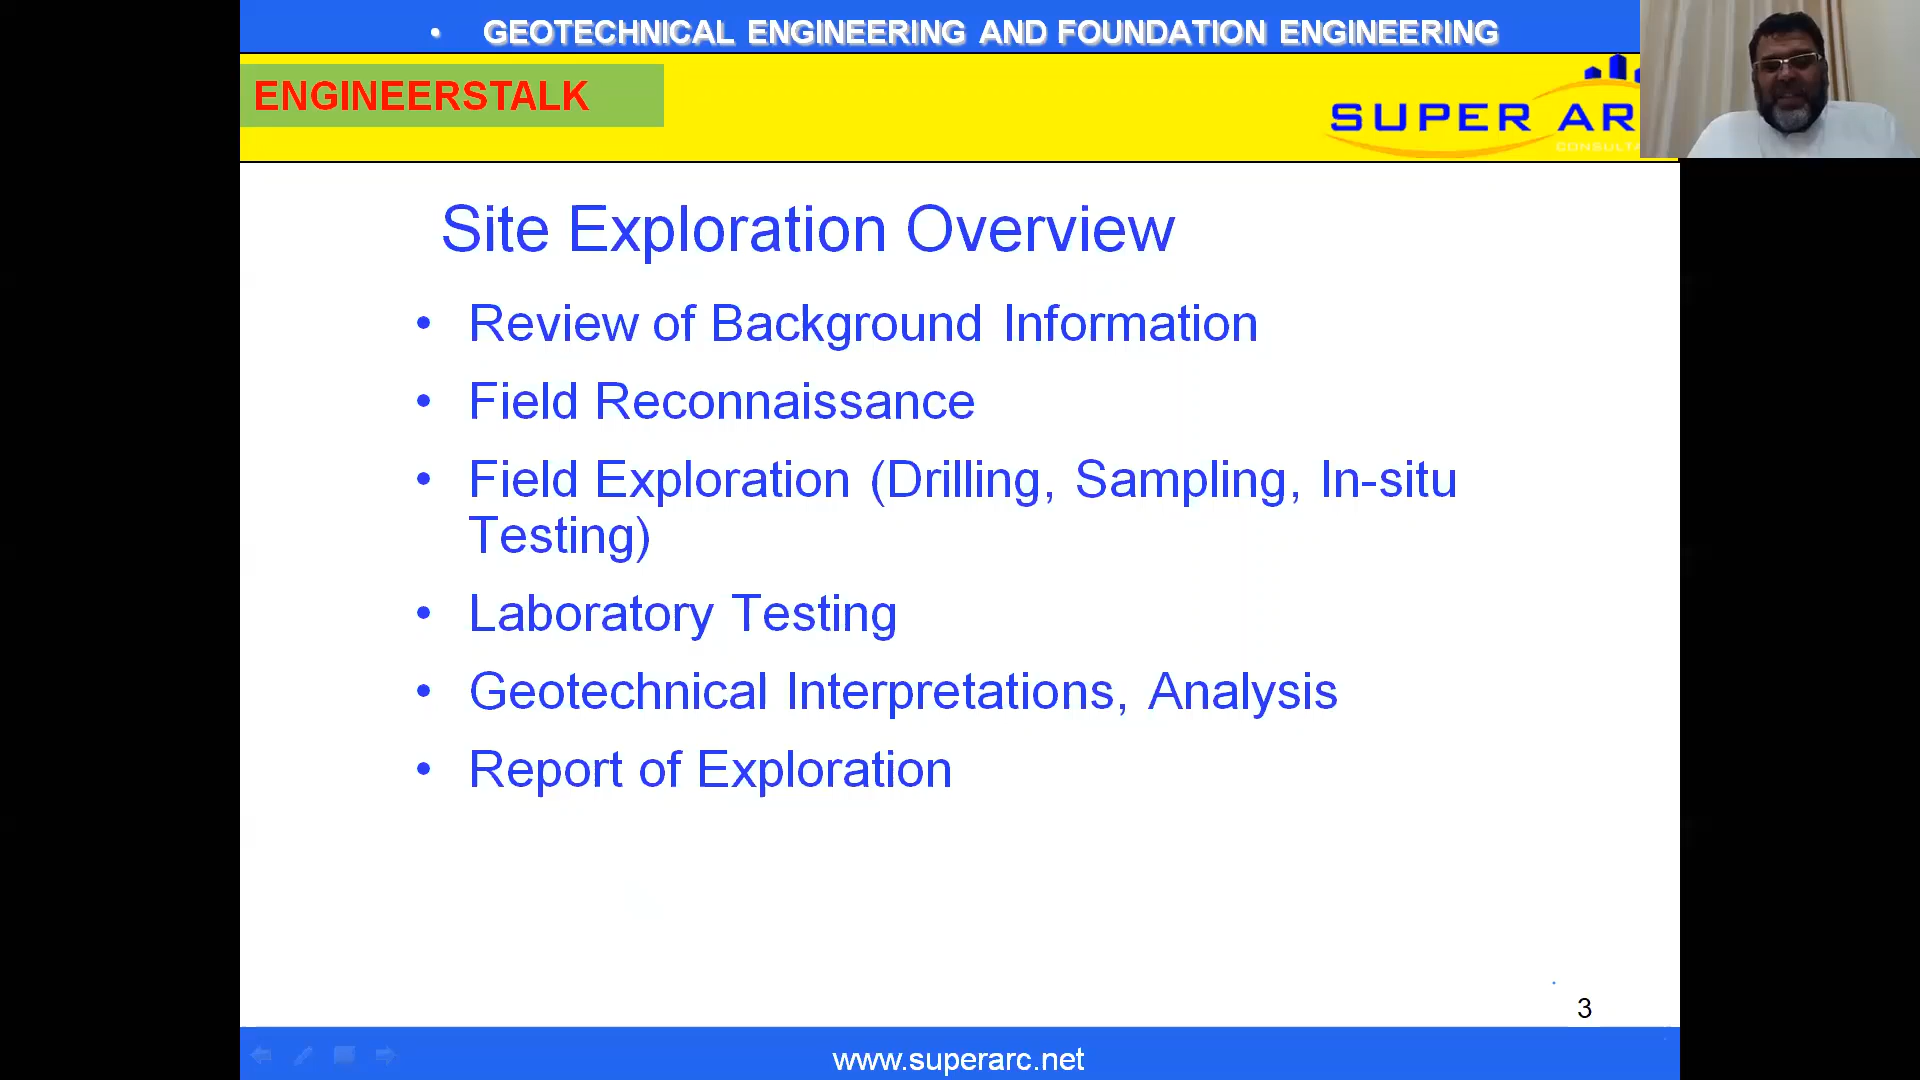 • GEOTECHNICAL ENGINEERING AND FOUNDATION ENGINEERING
ENGINEERSTALK
SUPER ARC
Site Exploration Overview
• Review of Background Information
• Field Reconnaissance
• Field Exploration (Drilling, Sampling, In-situ
Testing)
• Laboratory Testing
• Geotechnical Interpretations, Analysis
• Report of Exploration
3
www.superarc.net